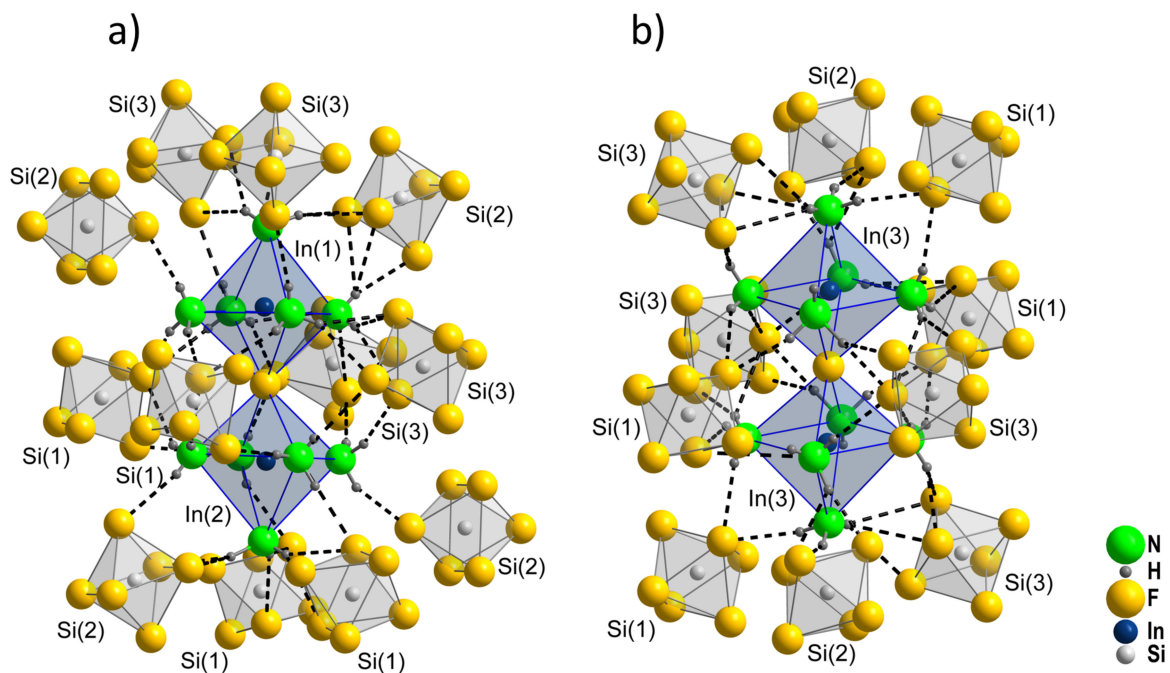 a)
Si(3)
Si(3)
Si(2)
Si(2)
In(1)
Si(3)
Si(3)
Si(1)
Si(1)
In(2)
Si(2)
Si(2)
Si(1)
Si(1)
b)
Si(2)
Si(1)
Si(3)
In(3)
Si(3)
Si(1)
Si(1)
Si(3)
In(3)
Si(3)
Si(1)
Si(2)
N
H
F
In
Si